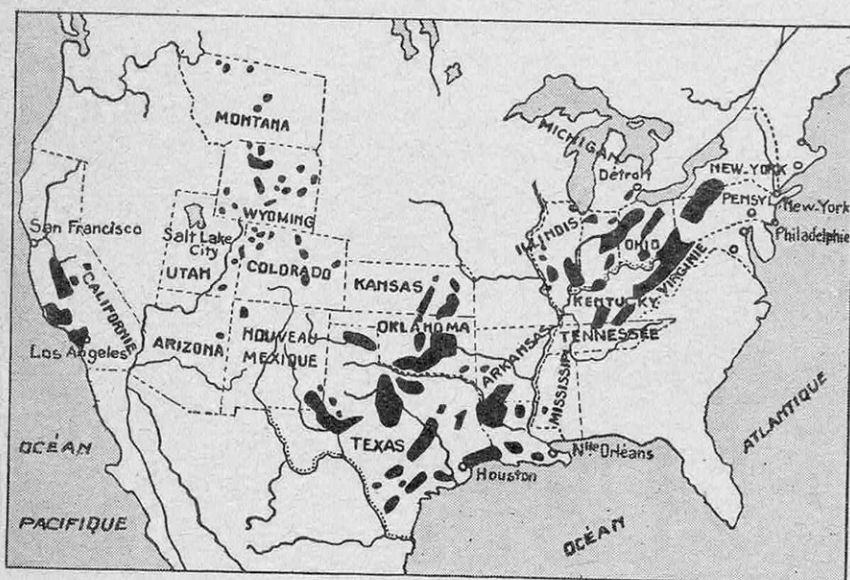 MONTANA
MICHIGAN
Détroit
NEW-YORK
WYOMING
PENSYL
New-York
San Francisco
Salt Lake
City
ILLINOIS
OHIO
Philadelphie
UTAH
COLORADO
VIRGINIE
CALIFORNIE
KANSAS
KENTUCKY
ARIZONA
NOUVEAU
MEXIQUE
OKLAHOMA
ARKANSAS
TENNESSEE
Los Angeles
MISSISSIPI
ATLANTIQUE
TEXAS
OCÉAN
PACIFIQUE
Houston
Nlle Orléans
OCÉAN